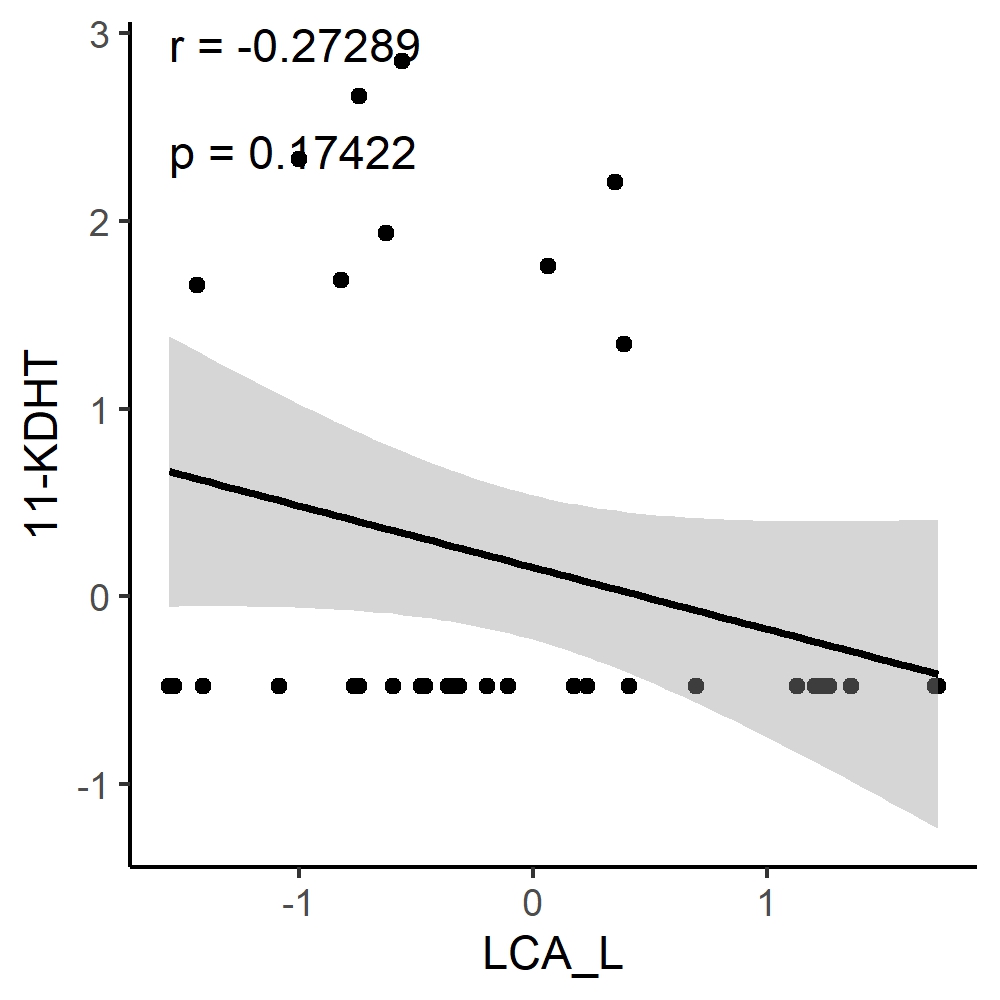 r = -0.27289
p = 0.17422
3
2
1
0
-1
11-KDHT
-1 0 1
LCA_L